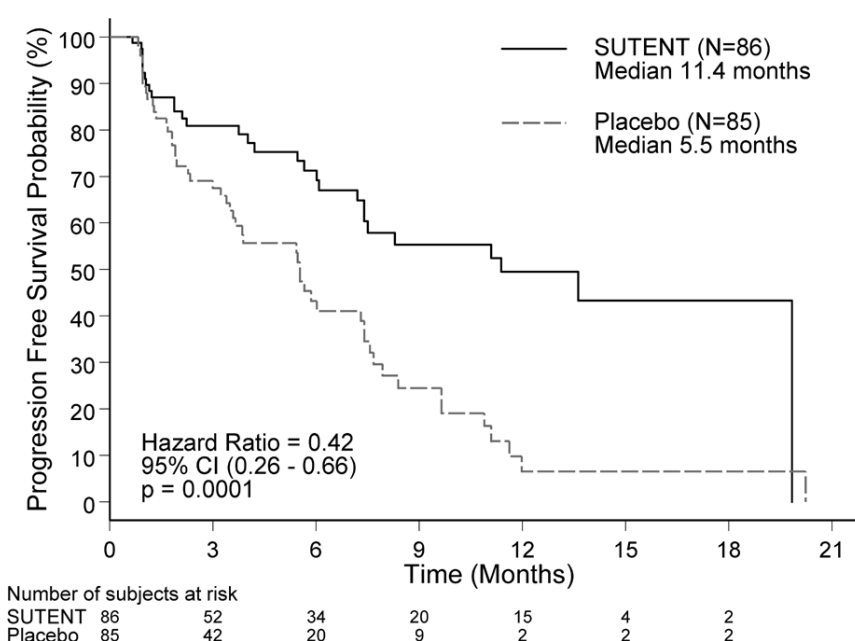 Progression Free Survival Probability (%)
100
90
80
70
60
50
40
30
20
10
0
SUTENT (N=86)
Median 11.4 months
Placebo (N=85)
Median 5.5 months
Hazard Ratio = 0.42
95% CI (0.26 - 0.66)
p = 0.0001
0 3 6 9 12 15 18 21
Time (Months)
Number of subjects at risk
SUTENT 86 52 34 20 15 4 2
Placebo 85 42 20 9 2 2 2